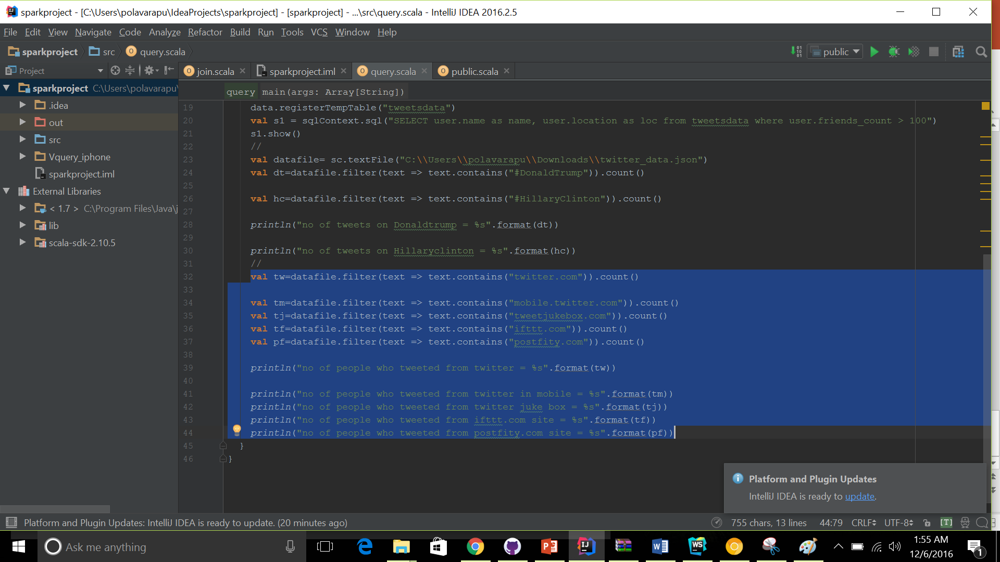 sparkproject - [C:\Users\polavarapu\IdeaProjects\sparkproject] - [sparkproject] - ...\src\query.scala - IntelliJ IDEA 2016.2.5
File Edit View Navigate Code Analyze Refactor Build Run Tools VCS Window Help
sparkproject src query.scala public
Project
join.scala sparkproject.iml query.scala public.scala
sparkproject C:\Users\polavarapu\
.idea
out
src
Vquery_iphone
sparkproject.iml
External Libraries
< 1.7 > C:\Program Files\Java\j
lib
scala-sdk-2.10.5
query main(args: Array[String])
19 data.registerTempTable("tweetsdata")
20 val s1 = sqlContext.sql("SELECT user.name as name, user.location as loc from tweetsdata where user.friends_count > 100")
21 s1.show()
22 //
23 val datafile= sc.textFile("C:\\Users\\polavarapu\\Downloads\\twitter_data.json")
24 val dt=datafile.filter(text => text.contains("#DonaldTrump")).count()
25
26 val hc=datafile.filter(text => text.contains("#HillaryClinton")).count()
27
28 println("no of tweets on Donaldtrump = %s".format(dt))
29
30 println("no of tweets on Hillaryclinton = %s".format(hc))
31 //
32 val tw=datafile.filter(text => text.contains("twitter.com")).count()
33
34 val tm=datafile.filter(text => text.contains("mobile.twitter.com")).count()
35 val tj=datafile.filter(text => text.contains("tweetjukebox.com")).count()
36 val tf=datafile.filter(text => text.contains("ifttt.com")).count()
37 val pf=datafile.filter(text => text.contains("postfity.com")).count()
38
39 println("no of people who tweeted from twitter = %s".format(tw))
40
41 println("no of people who tweeted from twitter in mobile = %s".format(tm))
42 println("no of people who tweeted from twitter juke box = %s".format(tj))
43 println("no of people who tweeted from ifttt.com site = %s".format(tf))
44 println("no of people who tweeted from postfity.com site = %s".format(pf))
45 }
46 }
Platform and Plugin Updates
IntelliJ IDEA is ready to update.
Platform and Plugin Updates: IntelliJ IDEA is ready to update. (20 minutes ago) 755 chars, 13 lines 44:79 CRLF UTF-8 [T]
Ask me anything
1:55 AM
12/6/2016
1